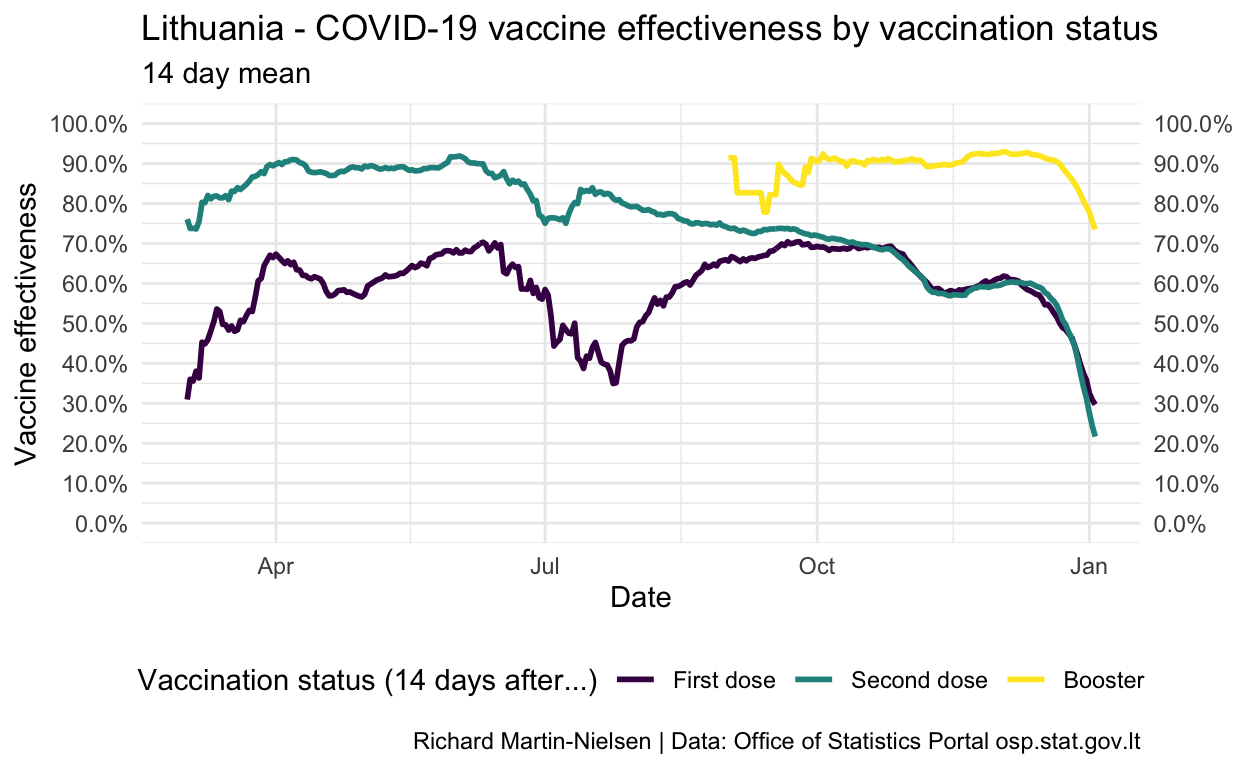 Lithuania - COVID-19 vaccine effectiveness by vaccination status
14 day mean
Vaccine effectiveness
100.0% 100.0%
90.0% 90.0%
80.0% 80.0%
70.0% 70.0%
60.0% 60.0%
50.0% 50.0%
40.0% 40.0%
30.0% 30.0%
20.0% 20.0%
10.0% 10.0%
0.0% 0.0%
Apr Jul Oct Jan
Date
Vaccination status (14 days after...) First dose Second dose Booster
Richard Martin-Nielsen | Data: Office of Statistics Portal osp.stat.gov.lt